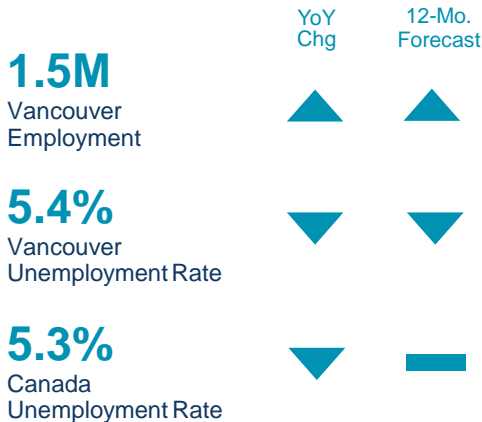 YoY
Chg
12-Mo.
Forecast
1.5M
Vancouver
Employment
5.4%
Vancouver
Unemployment Rate
5.3%
Canada
Unemployment Rate